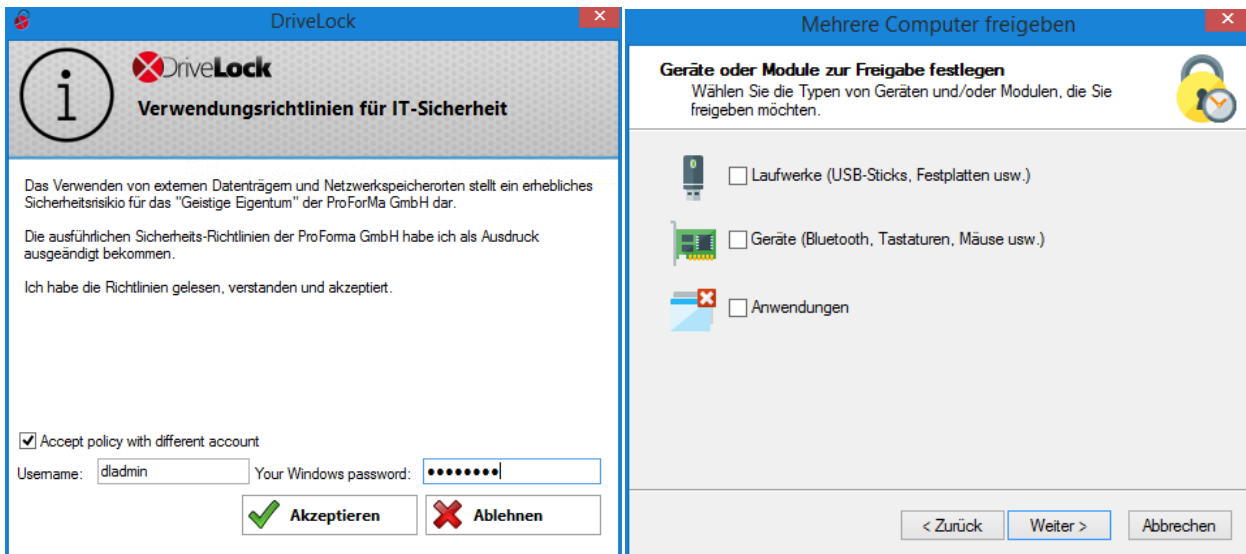 DriveLock
DriveLock
Verwendungsrichtlinien für IT-Sicherheit
Das Verwenden von externen Datenträgern und Netzwerkspeicherorten stellt ein erhebliches
Sicherheitsrisikio für das "Geistige Eigentum" der ProForMa GmbH dar.
Die ausführlichen Sicherheits-Richtlinien der ProForma GmbH habe ich als Ausdruck
ausgeändigt bekommen.
Ich habe die Richtlinien gelesen, verstanden und akzeptiert.
Accept policy with different account
Username: dladmin Your Windows password: ••••••••
Akzeptieren Ablehnen
Mehrere Computer freigeben
Geräte oder Module zur Freigabe festlegen
Wählen Sie die Typen von Geräten und/oder Modulen, die Sie
freigeben möchten.
Laufwerke (USB-Sticks, Festplatten usw.)
Geräte (Bluetooth, Tastaturen, Mäuse usw.)
Anwendungen
< Zurück Weiter > Abbrechen